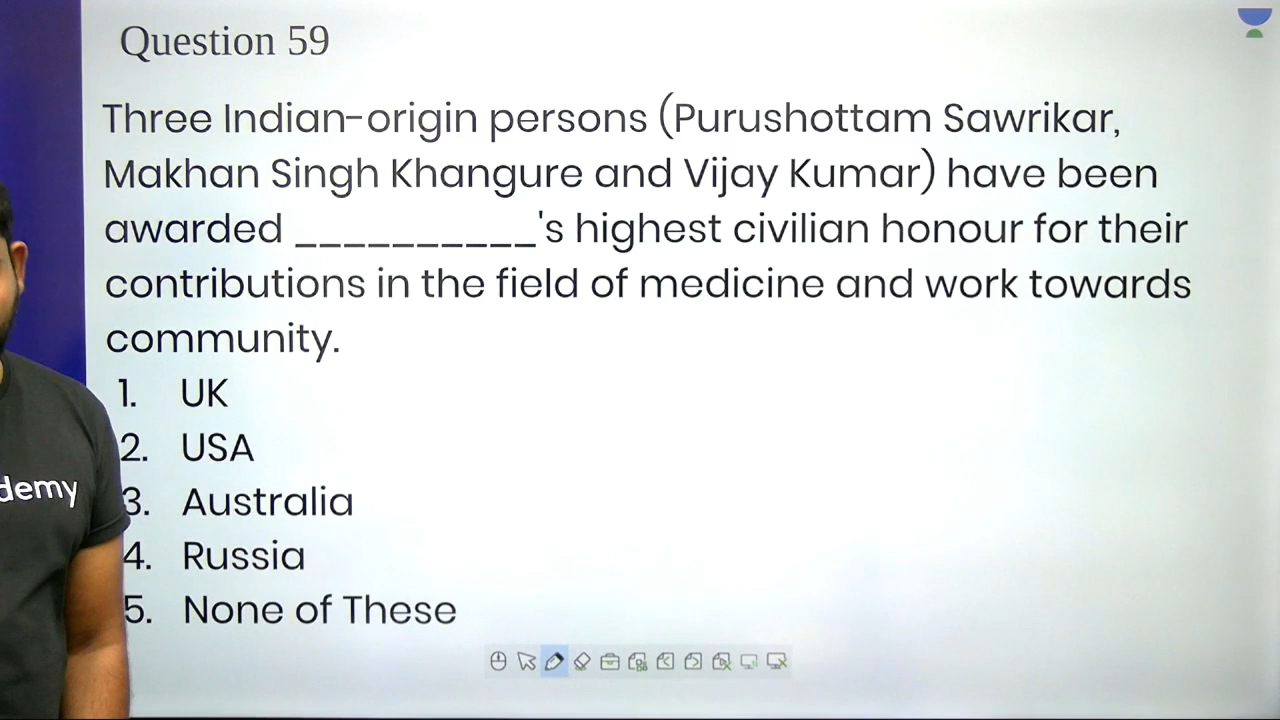 Question 59
Three Indian-origin persons (Purushottam Sawrikar,
Makhan Singh Khangure and Vijay Kumar) have been
awarded __________'s highest civilian honour for their
contributions in the field of medicine and work towards
community.
1. UK
2. USA
3. Australia
4. Russia
5. None of These
demy